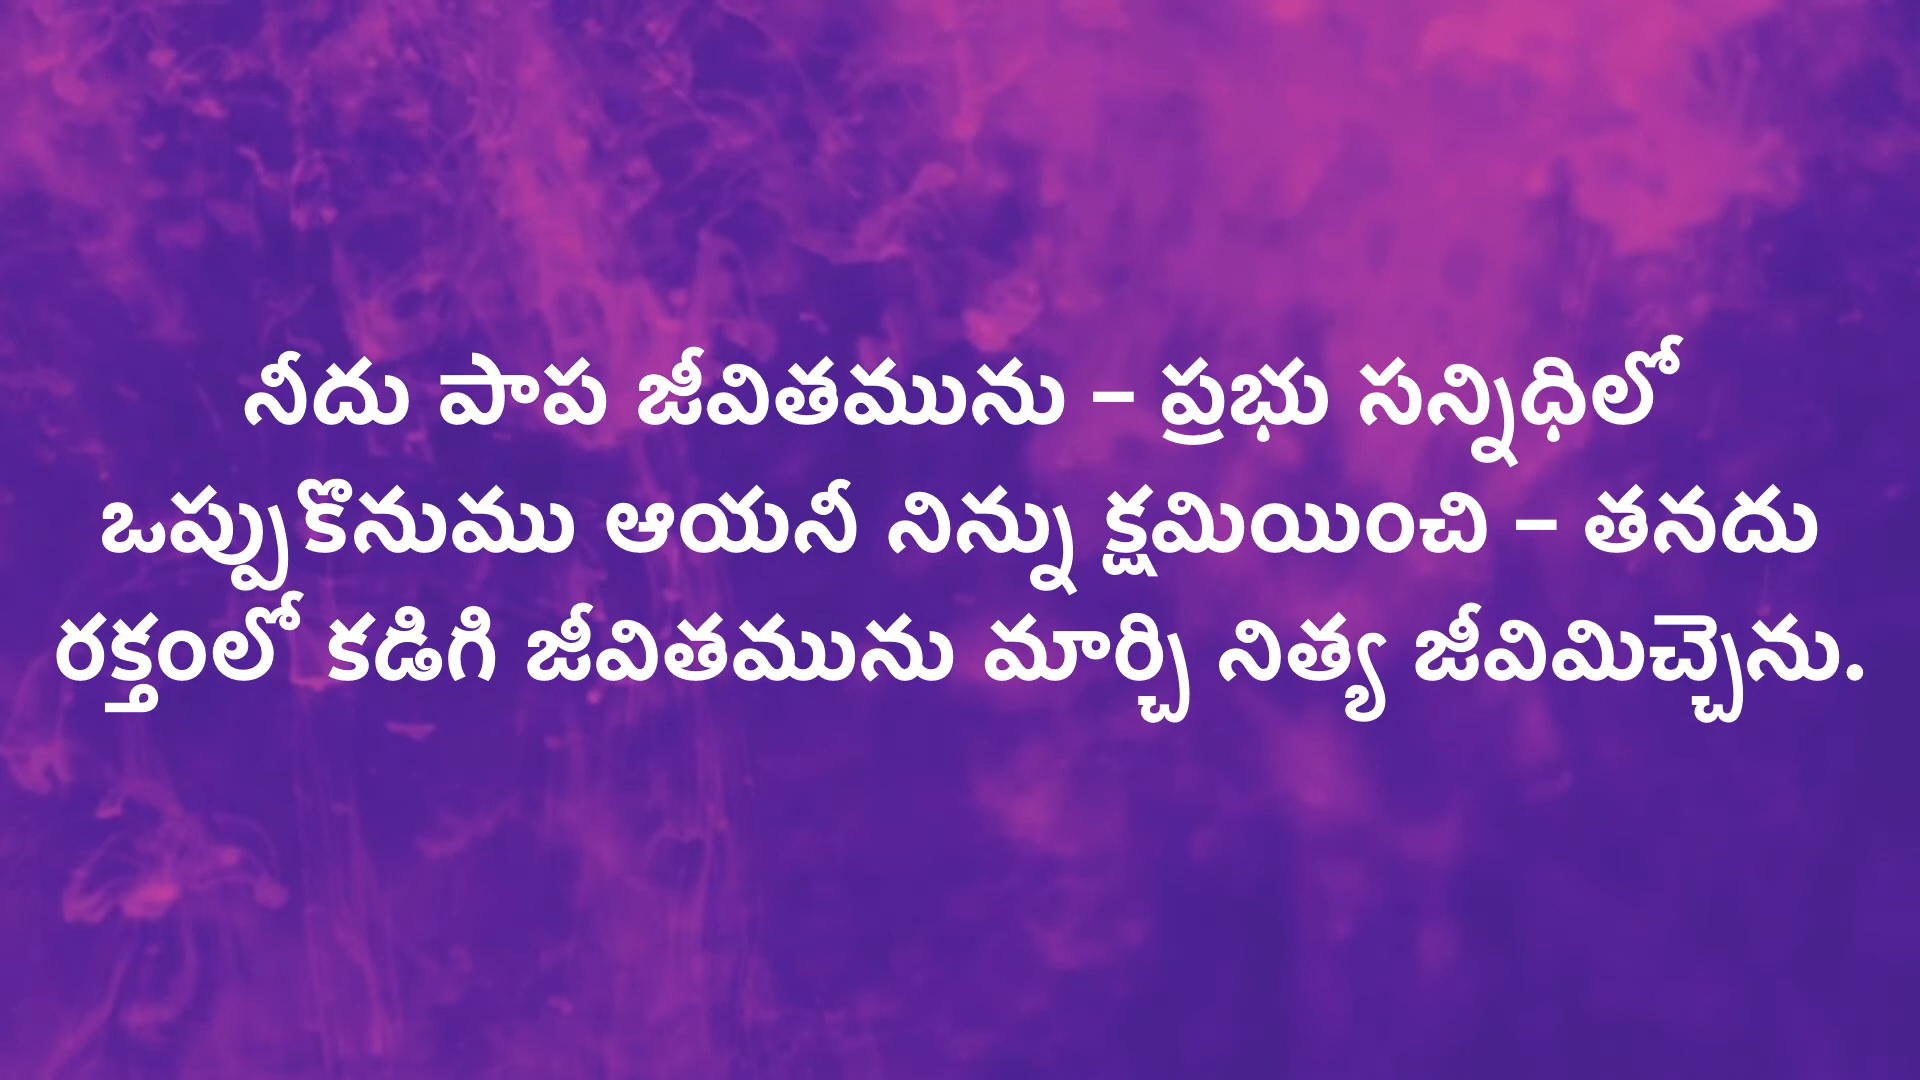 నీదు పాప జీవితమును – ప్రభు సన్నిధిలో
ఒప్పుకొనుము ఆయనీ నిన్ను క్షమియించి – తనదు
రక్తంలో కడిగి జీవితమును మార్చి నిత్య జీవిమిచ్చెను.